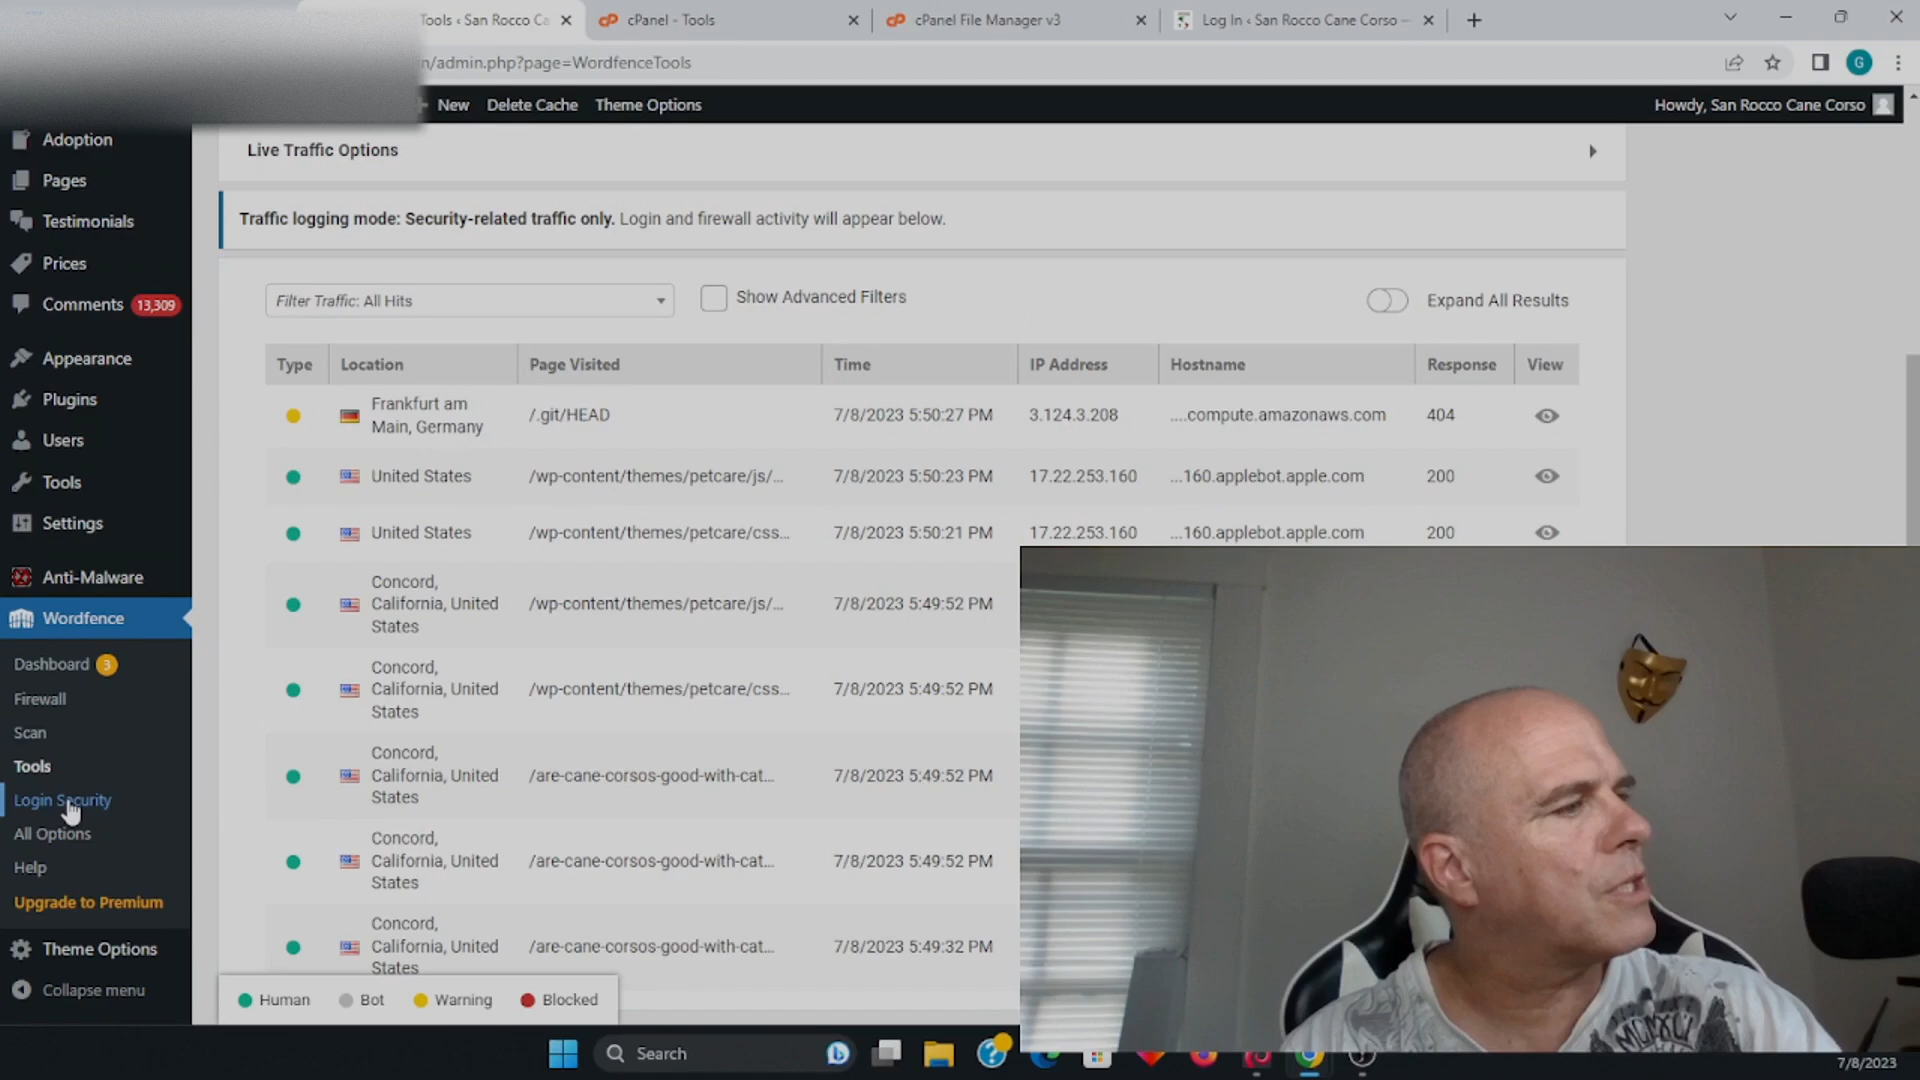 Tools ‹ San Rocco Ca
cPanel - Tools
cPanel File Manager v3
Log In ‹ San Rocco Cane Corso —
n/admin.php?page=WordfenceTools
G
New
Delete Cache
Theme Options
Howdy, San Rocco Cane Corso
Adoption
Pages
Testimonials
Prices
Comments 13,309
Appearance
Plugins
Users
Tools
Settings
Anti-Malware
Wordfence
Dashboard 3
Firewall
Scan
Tools
Login Security
All Options
Help
Upgrade to Premium
Theme Options
Collapse menu
Live Traffic Options
Traffic logging mode: Security-related traffic only. Login and firewall activity will appear below.
Filter Traffic: All Hits
Show Advanced Filters
Expand All Results
Type Location Page Visited Time IP Address Hostname Response View
Frankfurt am
Main, Germany
/.git/HEAD 7/8/2023 5:50:27 PM 3.124.3.208 ....compute.amazonaws.com 404
United States /wp-content/themes/petcare/js/... 7/8/2023 5:50:23 PM 17.22.253.160 ...160.applebot.apple.com 200
United States /wp-content/themes/petcare/css... 7/8/2023 5:50:21 PM 17.22.253.160 ...160.applebot.apple.com 200
Concord,
California, United
States
/wp-content/themes/petcare/js/... 7/8/2023 5:49:52 PM
Concord,
California, United
States
/wp-content/themes/petcare/css... 7/8/2023 5:49:52 PM
Concord,
California, United
States
/are-cane-corsos-good-with-cat... 7/8/2023 5:49:52 PM
Concord,
California, United
States
/are-cane-corsos-good-with-cat... 7/8/2023 5:49:52 PM
Concord,
California, United
States
/are-cane-corsos-good-with-cat... 7/8/2023 5:49:32 PM
Human Bot Warning Blocked
Search
7/8/2023